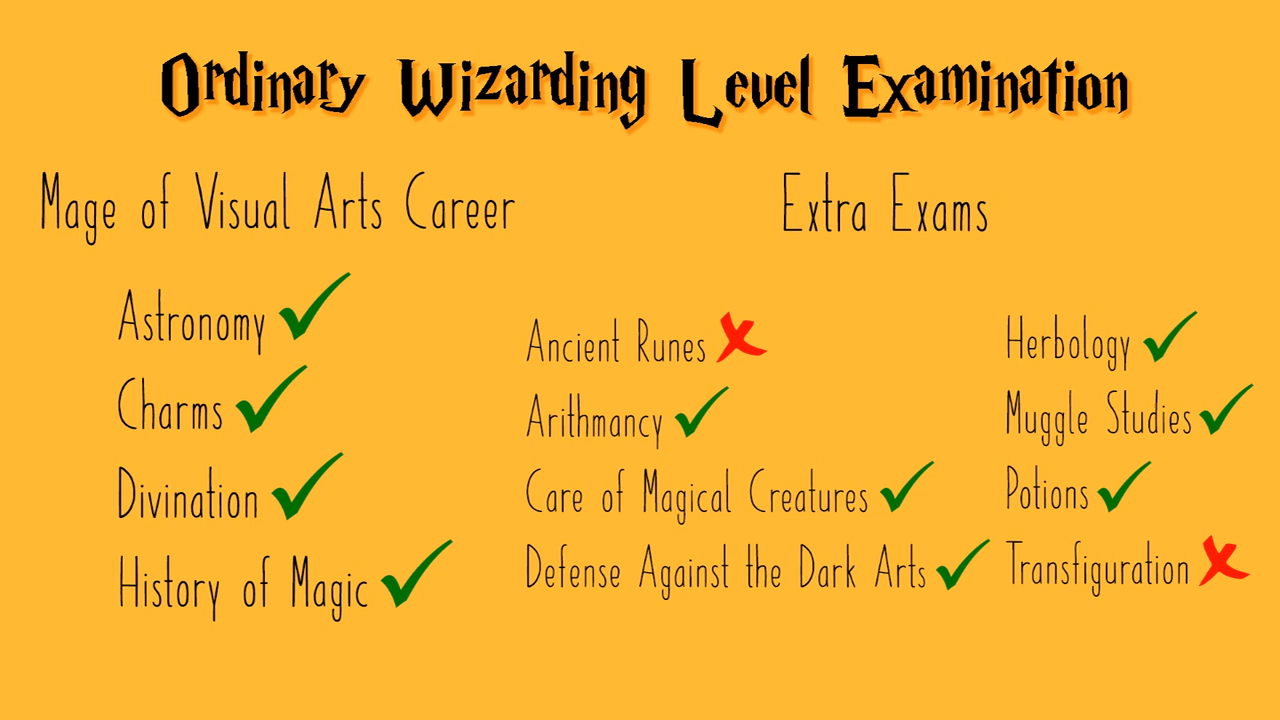 Ordinary Wizarding Level Examination
Mage of Visual Arts Career
Astronomy
Charms
Divination
History of Magic
Extra Exams
Ancient Runes
Arithmancy
Care of Magical Creatures
Defense Against the Dark Arts
Herbology
Muggle Studies
Potions
Transfiguration